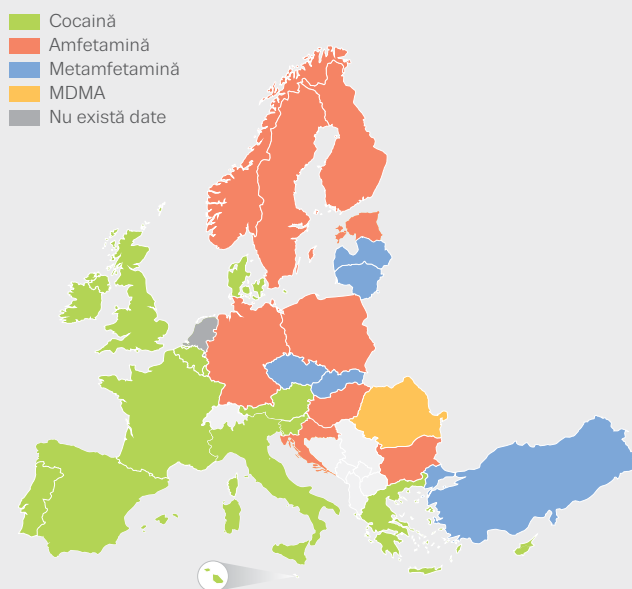 Cocaină
Amfetamină
Metamfetamină
MDMA
Nu există date